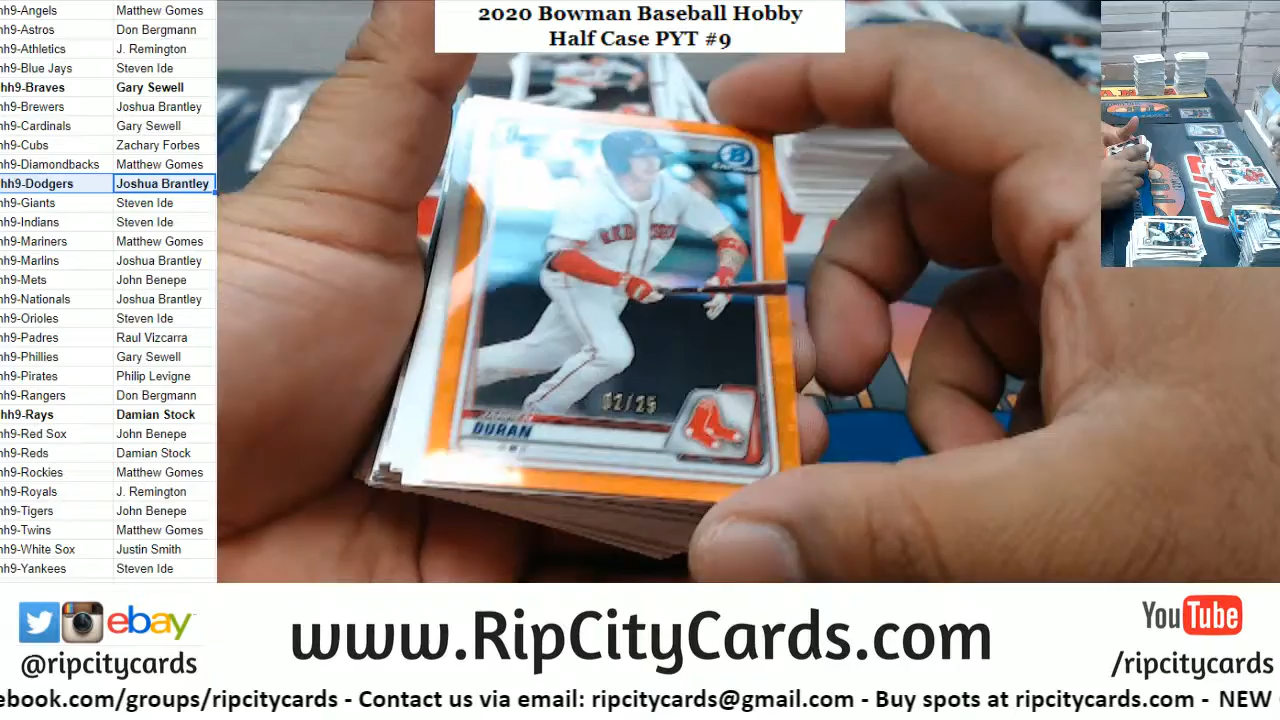 2020 Bowman Baseball Hobby
Half Case PYT #9
hh9-Angels Matthew Gomes
hh9-Astros Don Bergmann
hh9-Athletics J. Remington
hh9-Blue Jays Steven Ide
hh9-Braves Gary Sewell
hh9-Brewers Joshua Brantley
hh9-Cardinals Gary Sewell
hh9-Cubs Zachary Forbes
hh9-Diamondbacks Matthew Gomes
hh9-Dodgers Joshua Brantley
hh9-Giants Steven Ide
hh9-Indians Steven Ide
hh9-Mariners Matthew Gomes
hh9-Marlins Joshua Brantley
hh9-Mets John Benepe
hh9-Nationals Joshua Brantley
hh9-Orioles Steven Ide
hh9-Padres Raul Vizcarra
hh9-Phillies Gary Sewell
hh9-Pirates Philip Levigne
hh9-Rangers Don Bergmann
hh9-Rays Damian Stock
hh9-Red Sox John Benepe
hh9-Reds Damian Stock
hh9-Rockies Matthew Gomes
hh9-Royals J. Remington
hh9-Tigers John Benepe
hh9-Twins Matthew Gomes
hh9-White Sox Justin Smith
hh9-Yankees Steven Ide
B
RED SOX
02/25
DURAN
ebay
@ripcitycards
www.RipCityCards.com
YouTube
/ripcitycards
ebook.com/groups/ripcitycards - Contact us via email: ripcitycards@gmail.com - Buy spots at ripcitycards.com - NEW